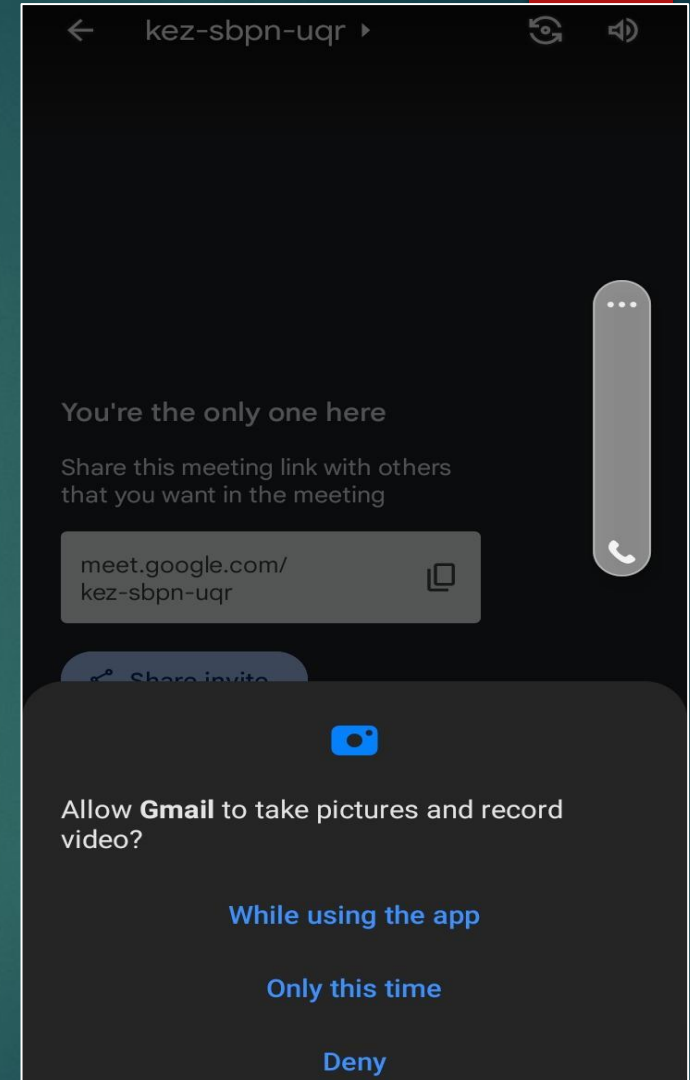 kez-sbpn-uqr
You're the only one here
Share this meeting link with others
that you want in the meeting
meet.google.com/
kez-sbpn-uqr
Share invite
Allow Gmail to take pictures and record
video?
While using the app
Only this time
Deny